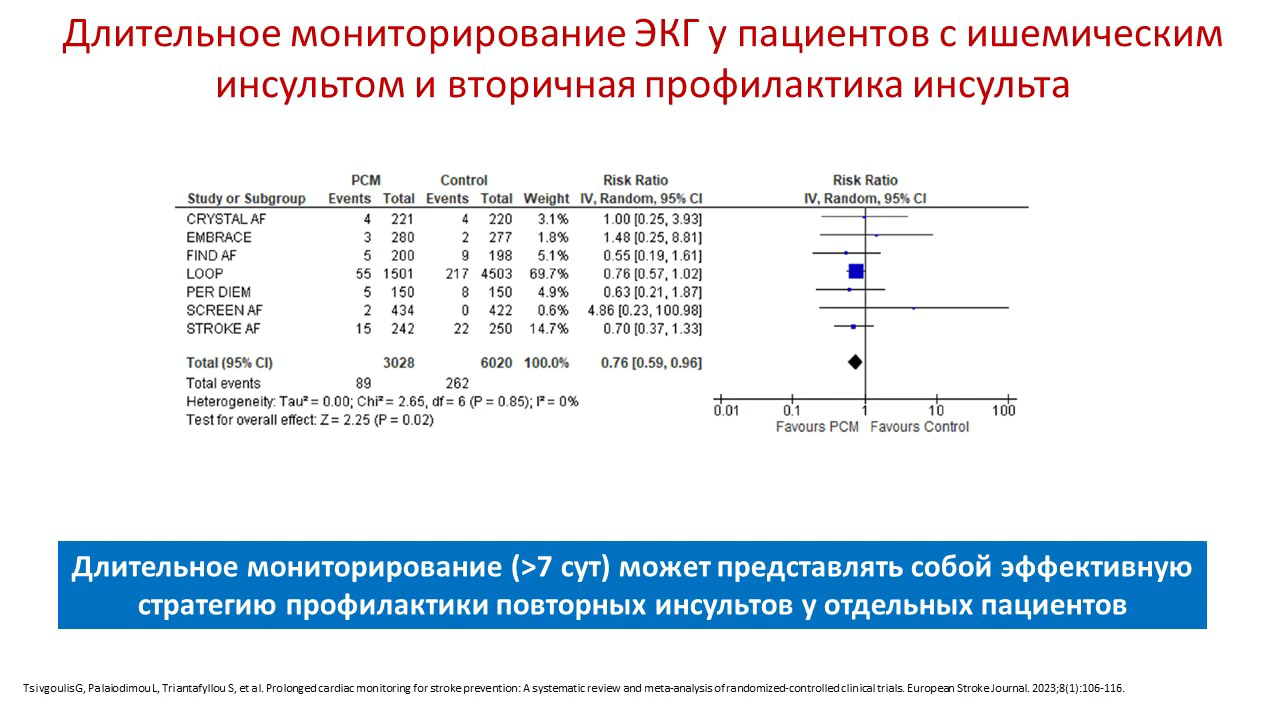 Длительное мониторирование ЭКГ у пациентов с ишемическим
инсультом и вторичная профилактика инсульта
PCM Control Risk Ratio Risk Ratio
Study or Subgroup Events Total Events Total Weight IV, Random, 95% CI IV, Random, 95% CI
CRYSTAL AF 4 221 4 220 3.1% 1.00 [0.25, 3.93]
EMBRACE 3 280 2 277 1.8% 1.48 [0.25, 8.81]
FIND AF 5 200 9 198 5.1% 0.55 [0.19, 1.61]
LOOP 55 1501 217 4503 69.7% 0.76 [0.57, 1.02]
PER DIEM 5 150 8 150 4.9% 0.63 [0.21, 1.87]
SCREEN AF 2 434 0 422 0.6% 4.86 [0.23, 100.98]
STROKE AF 15 242 22 250 14.7% 0.70 [0.37, 1.33]
Total (95% CI) 3028 6020 100.0% 0.76 [0.59, 0.96]
Total events 89 262
Heterogeneity: Tau² = 0.00; Chi² = 2.65, df = 6 (P = 0.85); I² = 0%
Test for overall effect: Z = 2.25 (P = 0.02)
0.01 0.1 1 10 100
Favours PCM Favours Control
Длительное мониторирование (>7 сут) может представлять собой эффективную
стратегию профилактики повторных инсультов у отдельных пациентов
Tsivgoulis G, Palaiodimou L, Triantafyllou S, et al. Prolonged cardiac monitoring for stroke prevention: A systematic review and meta-analysis of randomized-controlled clinical trials. European Stroke Journal. 2023;8(1):106-116.